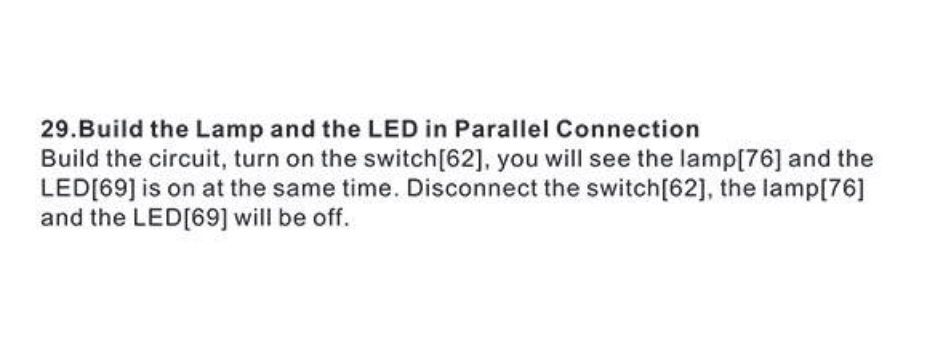 29.Build the Lamp and the LED in Parallel Connection
Build the circuit, turn on the switch[62], you will see the lamp[76] and the
LED[69] is on at the same time. Disconnect the switch[62], the lamp[76]
and the LED[69] will be off.